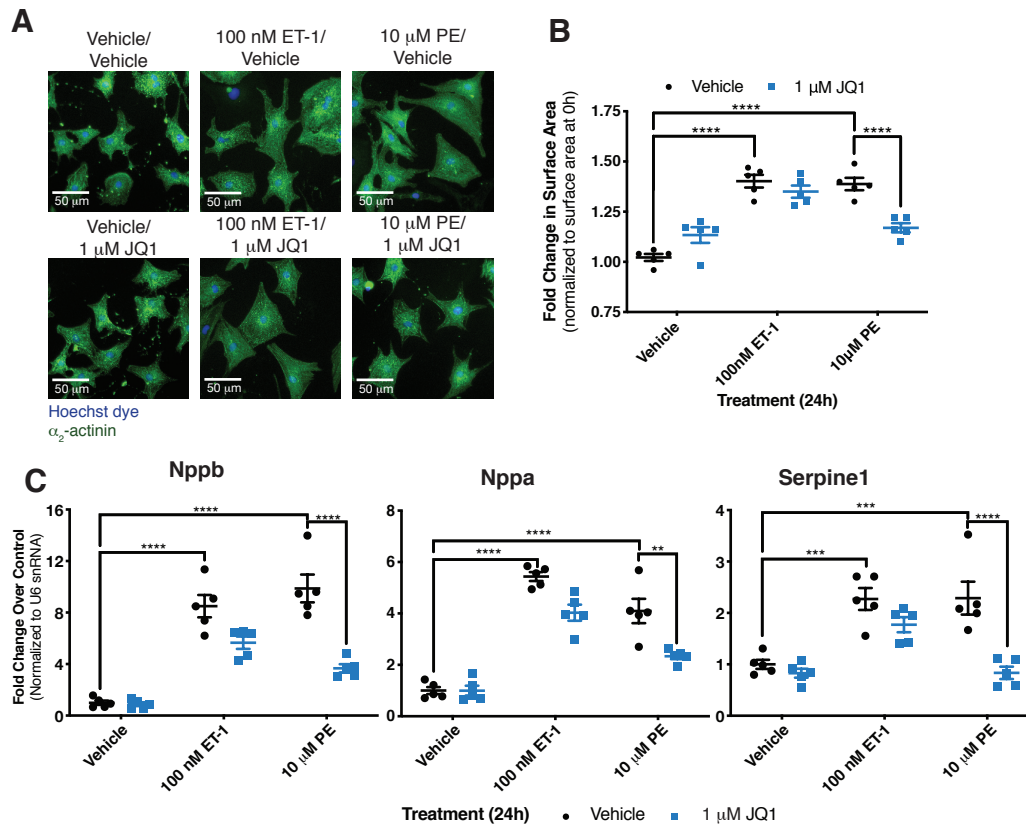 A
Vehicle/
Vehicle
100 nM ET-1/
Vehicle
10 μM PE/
Vehicle
50 μm
50 μm
50 μm
Vehicle/
1 μM JQ1
100 nM ET-1/
1 μM JQ1
10 μM PE/
1 μM JQ1
50 μm
50 μm
50 μm
Hoechst dye
α2-actinin
B
Vehicle
1 μM JQ1
Fold Change in Surface Area
(normalized to surface area at 0h)
1.75
1.50
1.25
1.00
0.75
****
****
****
Vehicle
100nM ET-1
10μM PE
Treatment (24h)
C
Nppb
Fold Change Over Control
(Normalized to U6 snRNA)
16
12
8
4
0
****
****
****
Vehicle
100 nM ET-1
10 μM PE
Nppa
8
6
4
2
0
****
****
**
Vehicle
100 nM ET-1
10 μM PE
Serpine1
4
3
2
1
0
***
***
****
Vehicle
100 nM ET-1
10 μM PE
Treatment (24h)
Vehicle
1 μM JQ1